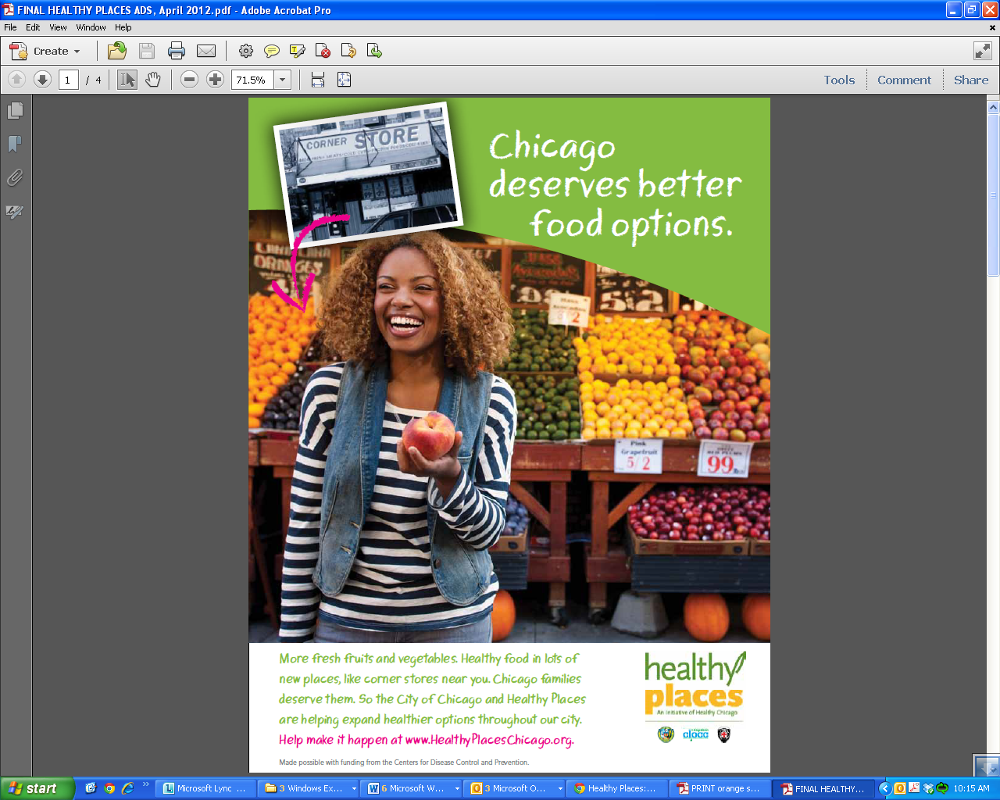 FINAL HEALTHY PLACES ADS, April 2012.pdf - Adobe Acrobat Pro
File Edit View Window Help
Create
1 / 4 71.5% Tools Comment Share
CORNER STORE
Chicago
deserves better
food options.
ORANGES
2
52
Pink
Grapefruit
5/2
RED PLUMS
99
More fresh fruits and vegetables. Healthy food in lots of
new places, like corner stores near you. Chicago families
deserve them. So the City of Chicago and Healthy Places
are helping expand healthier options throughout our city.
Help make it happen at www.HealthyPlacesChicago.org.
Made possible with funding from the Centers for Disease Control and Prevention.
healthy
places
An Initiative of Healthy Chicago
clocc
start Microsoft Lync ... 3 Windows Ex... 6 Microsoft W... 3 Microsoft O... Healthy Places:... PRINT orange s... FINAL HEALTHY... 10:15 AM